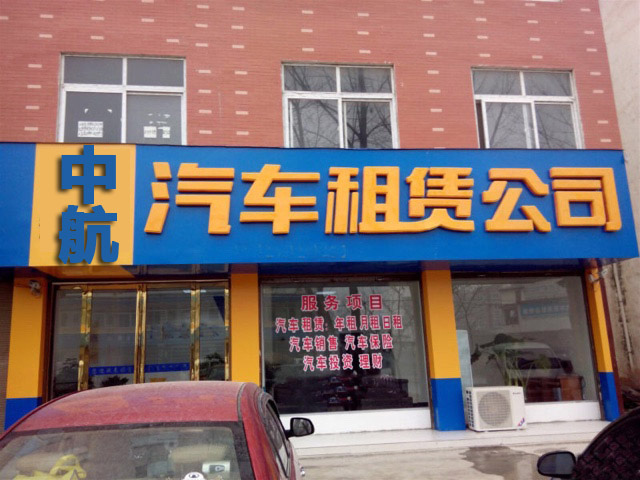 中航
汽车租赁公司
服务项目
汽车租赁:年租月租日租
汽车销售 汽车保险
汽车投资 理财